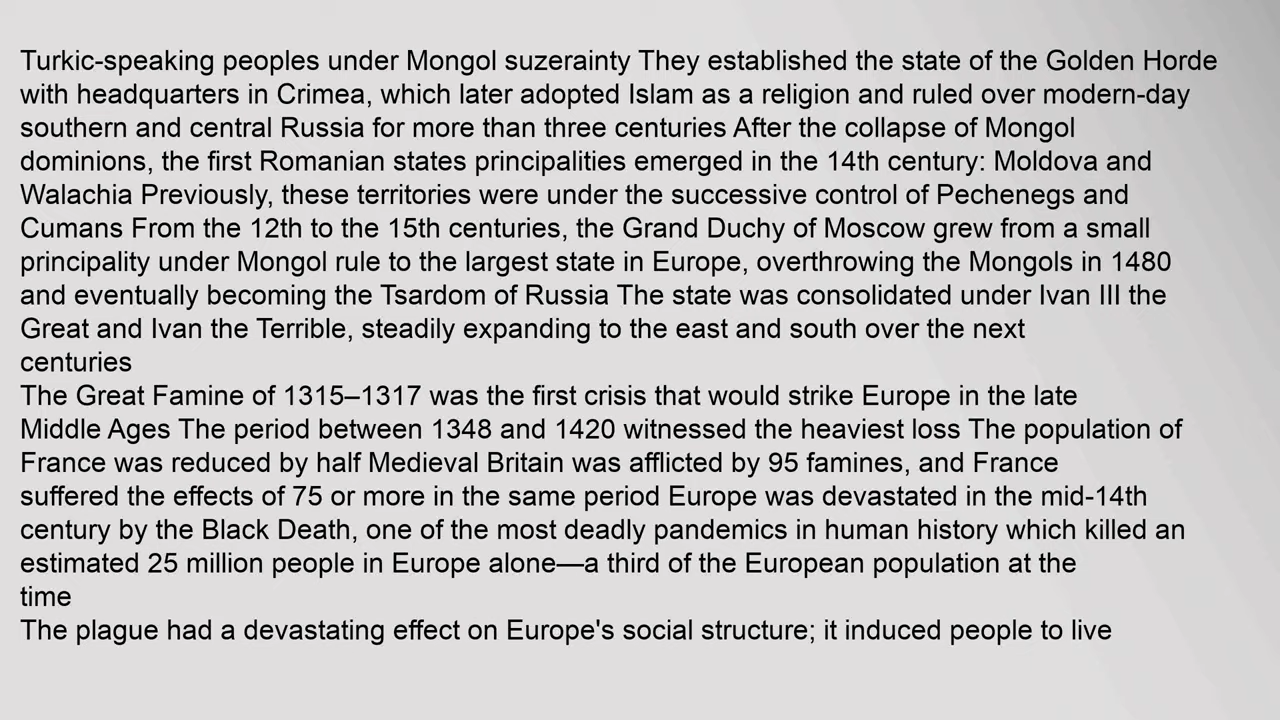 Turkic-speaking peoples under Mongol suzerainty They established the state of the Golden Horde
with headquarters in Crimea, which later adopted Islam as a religion and ruled over modern-day
southern and central Russia for more than three centuries After the collapse of Mongol
dominions, the first Romanian states principalities emerged in the 14th century: Moldova and
Walachia Previously, these territories were under the successive control of Pechenegs and
Cumans From the 12th to the 15th centuries, the Grand Duchy of Moscow grew from a small
principality under Mongol rule to the largest state in Europe, overthrowing the Mongols in 1480
and eventually becoming the Tsardom of Russia The state was consolidated under Ivan III the
Great and Ivan the Terrible, steadily expanding to the east and south over the next
centuries
The Great Famine of 1315–1317 was the first crisis that would strike Europe in the late
Middle Ages The period between 1348 and 1420 witnessed the heaviest loss The population of
France was reduced by half Medieval Britain was afflicted by 95 famines, and France
suffered the effects of 75 or more in the same period Europe was devastated in the mid-14th
century by the Black Death, one of the most deadly pandemics in human history which killed an
estimated 25 million people in Europe alone—a third of the European population at the
time
The plague had a devastating effect on Europe's social structure; it induced people to live